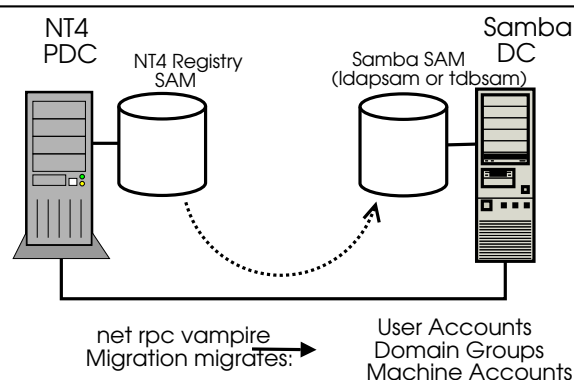 NT4
PDC
NT4 Registry
SAM
Samba SAM
(ldapsam or tdbsam)
Samba
DC
net rpc vampire
Migration migrates:
User Accounts
Domain Groups
Machine Accounts